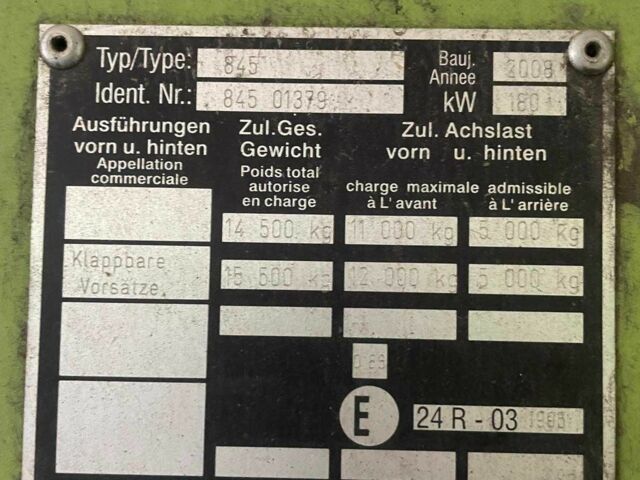 Typ/Type: 845 Bauj. Annee 2008
Ident. Nr.: 845 01379 kW 180
Ausführungen vorn u. hinten
Appellation commerciale
Zul.Ges. Gewicht
Poids total autorise en charge
Zul. Achslast vorn u. hinten
charge maximale admissible
à L' avant à L' arrière
14 500 kg 11 000 kg 5 000 kg
Klappbare Vorsätze 15 500 kg 12 000 kg 5 000 kg
0.85
E 24 R - 03